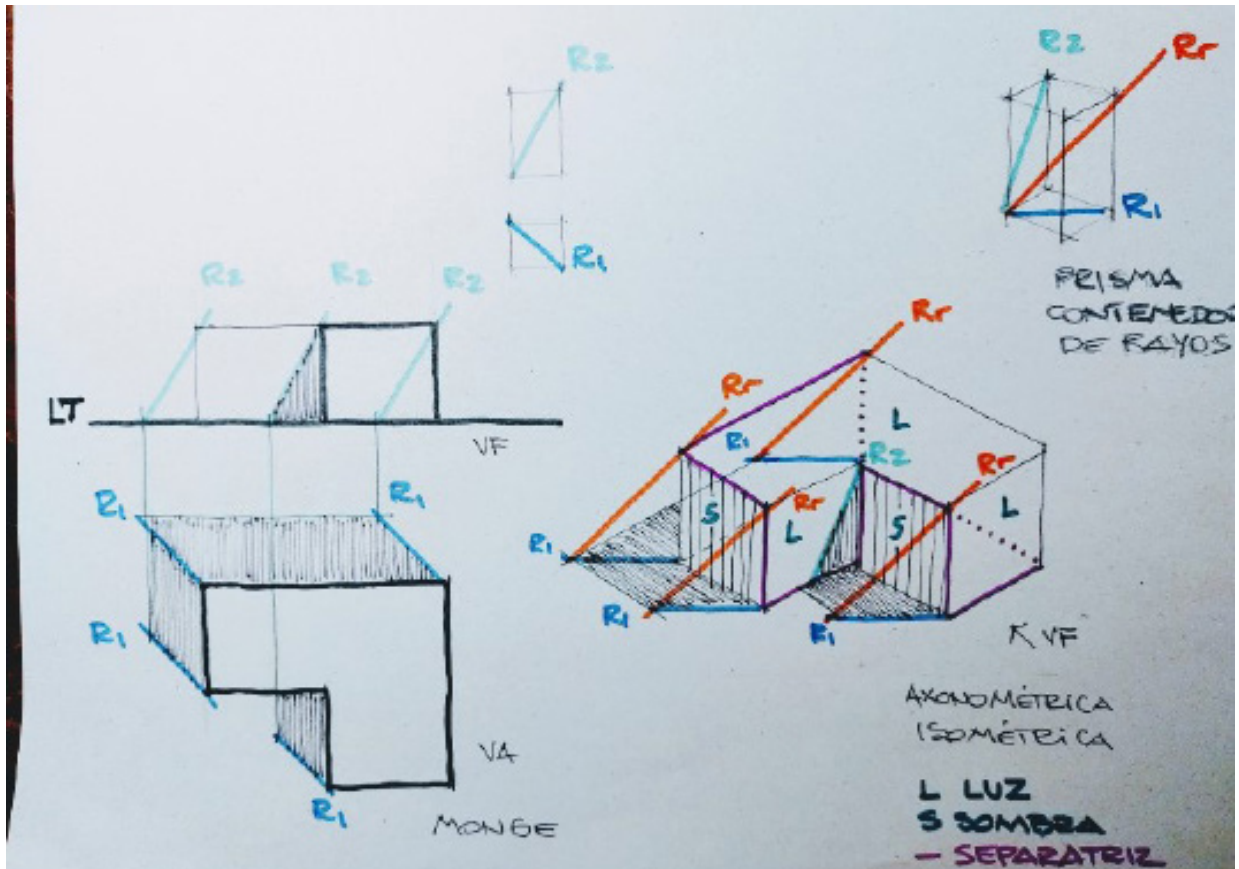 R2
R1
R2
R2
R2
LT
VF
R1
R1
R1
R1
VA
MONGE
R2
Rr
R1
PRISMA
CONTENEDOR
DE RAYOS
Rr
Rr
R1
L
R2
Rr
Rr
S
L
S
L
R1
R1
R1
VF
AXONOMÉTRICA
ISOMÉTRICA
L LUZ
S SOMBRA
– SEPARATRIZ